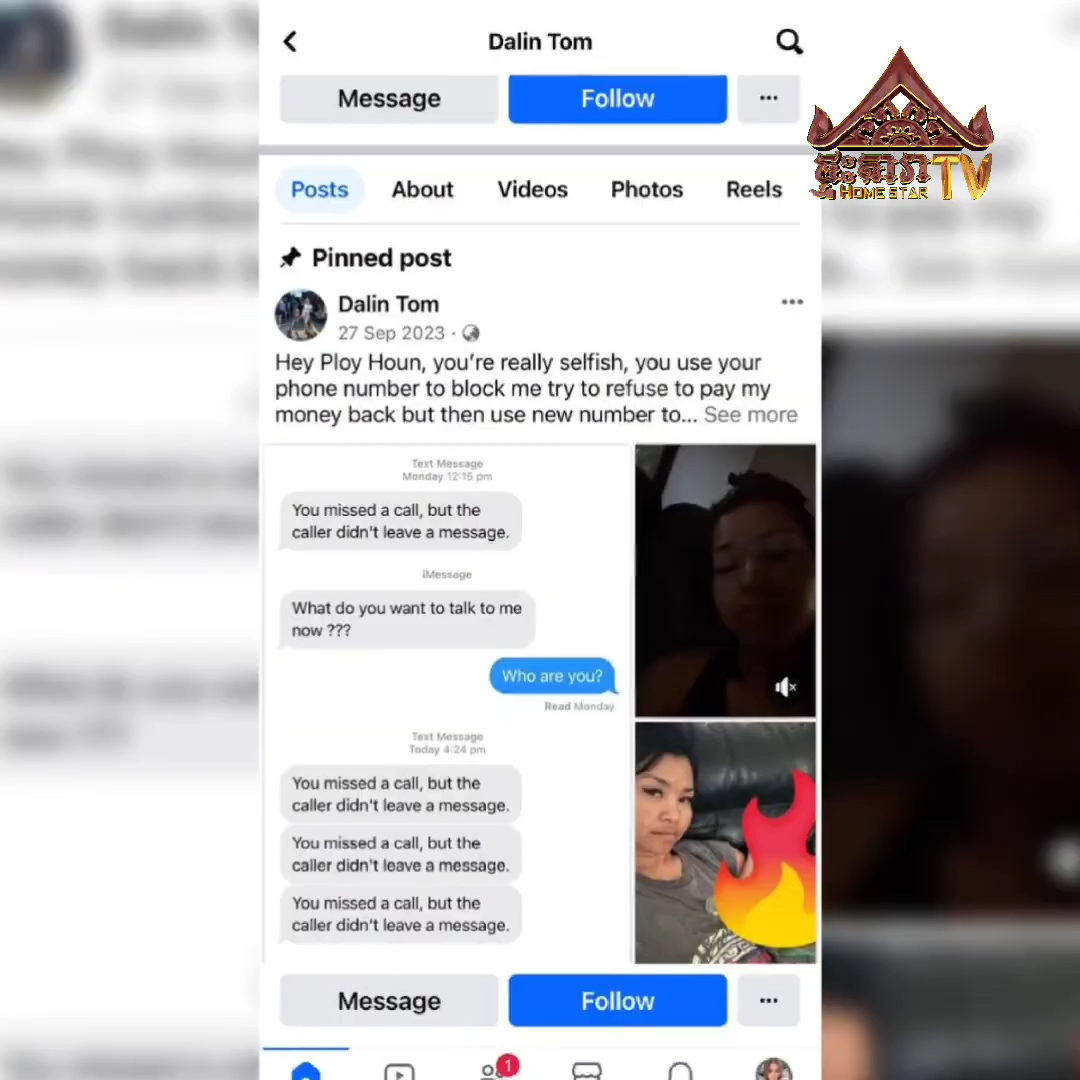 Dalin Tom
Message
Follow
ផ្ទះតារា TV
HOME STAR
Posts
About
Videos
Photos
Reels
Pinned post
Dalin Tom
27 Sep 2023 ·
Hey Ploy Houn, you're really selfish, you use your
phone number to block me try to refuse to pay my
money back but then use new number to... See more
Text Message
Monday 12:15 pm
You missed a call, but the
caller didn't leave a message.
iMessage
What do you want to talk to me
now ???
Who are you?
Read Monday
Text Message
Today 4:24 pm
You missed a call, but the
caller didn't leave a message.
You missed a call, but the
caller didn't leave a message.
You missed a call, but the
caller didn't leave a message.
Message
Follow
1